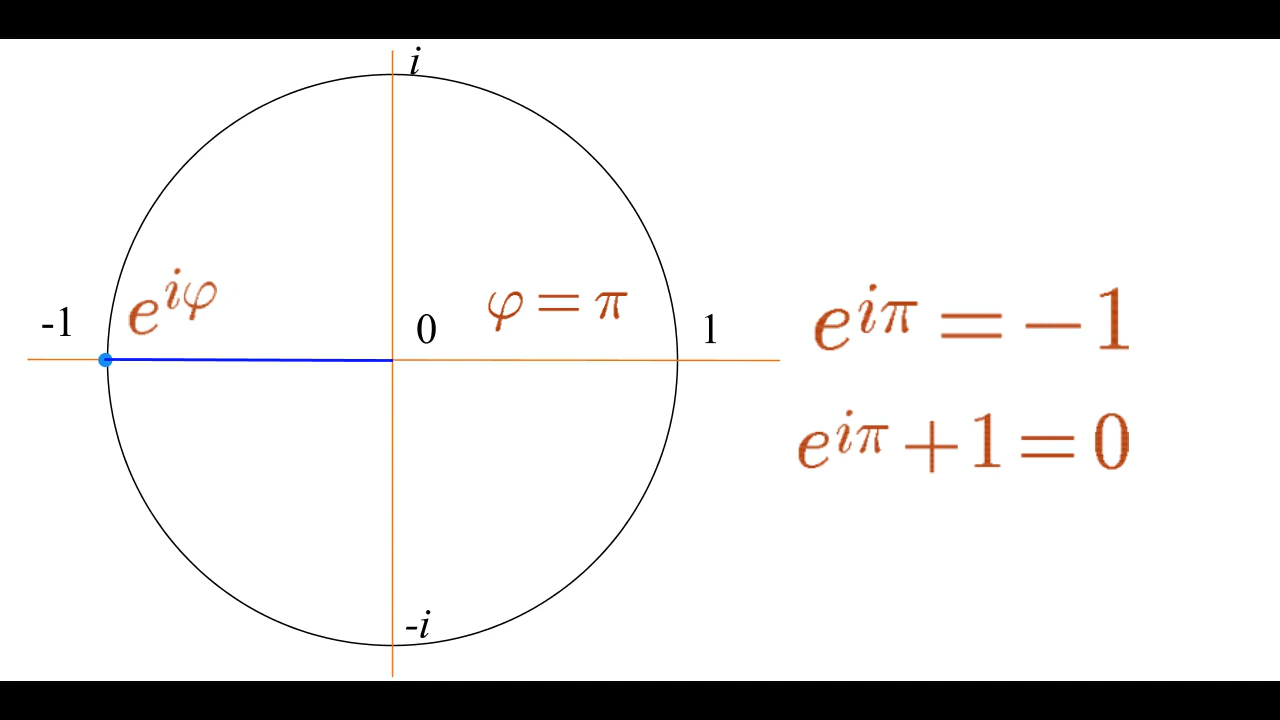 i
e^{iφ}
φ = π
-1
0
1
e^{iπ} = −1
e^{iπ} + 1 = 0
-i